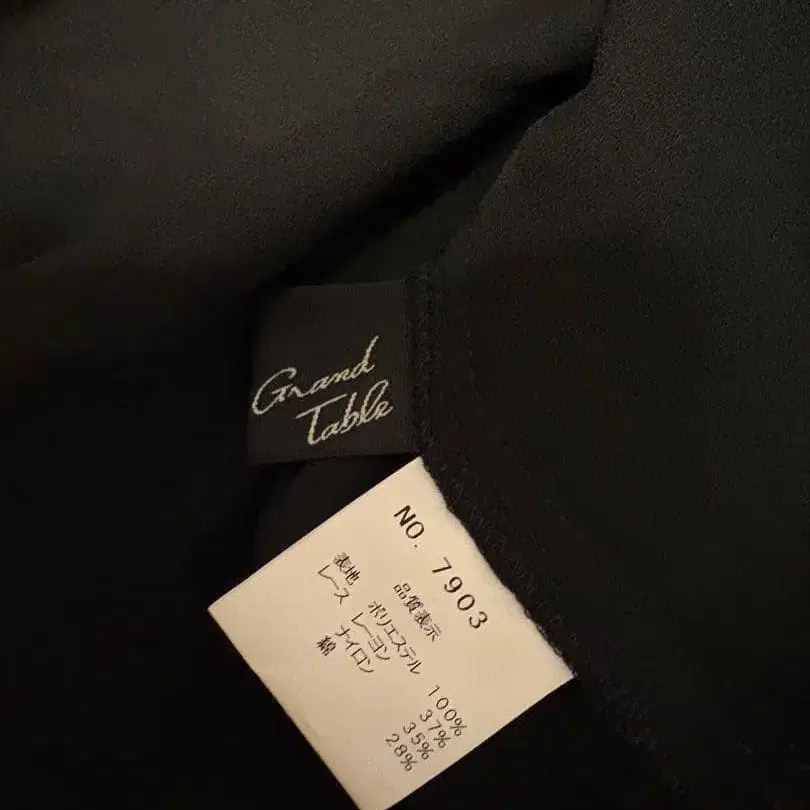 Grand
Table
NO. 7903
品質表示
表地 ポリエステル 100%
レース レーヨン 37%
ナイロン 35%
綿 28%